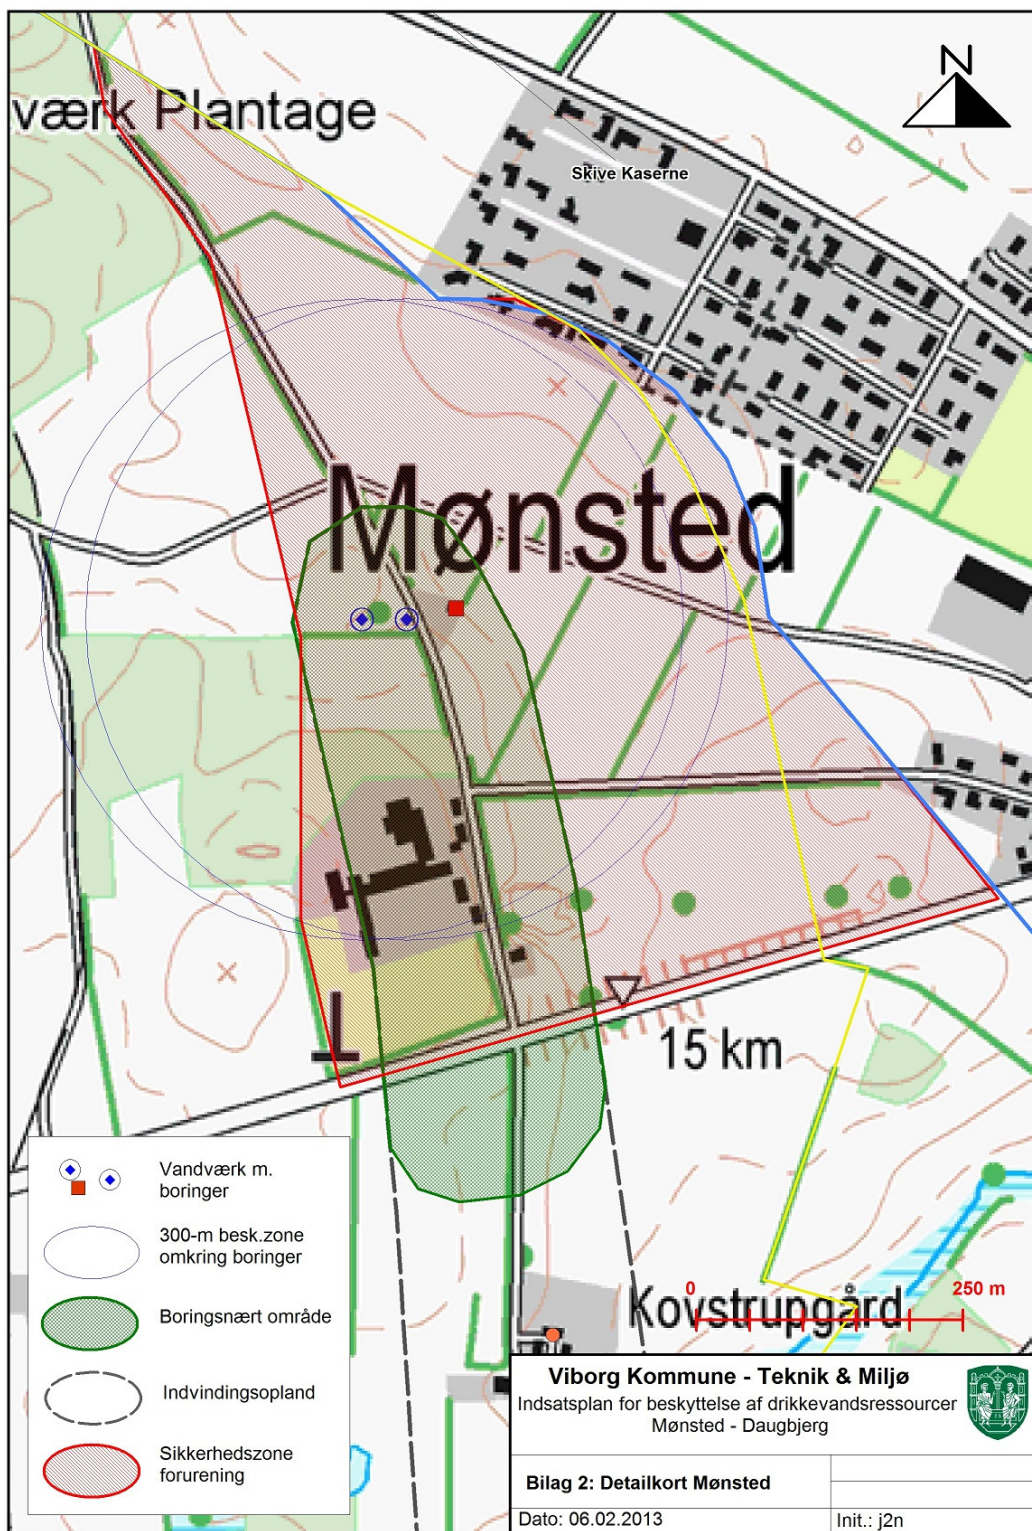 N
værk Plantage
Skive Kaserne
Mønsted
15 km
Vandværk m.
boringer
300-m besk.zone
omkring boringer
Boringsnært område
Indvindingsopland
Sikkerhedszone
forurening
0
250 m
Kovstrupgård
Viborg Kommune - Teknik & Miljø
Indsatsplan for beskyttelse af drikkevandsressourcer
Mønsted - Daugbjerg
Bilag 2: Detailkort Mønsted
Dato: 06.02.2013
Init.: j2n